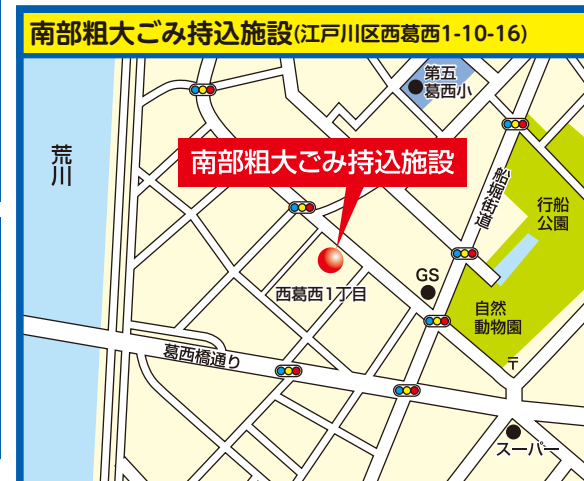 南部粗大ごみ持込施設(江戸川区西葛西1-10-16)
第五
葛西小
荒川
南部粗大ごみ持込施設
船堀街道
行船
公園
GS
西葛西1丁目
自然
動物園
葛西橋通り
〒
スーパー